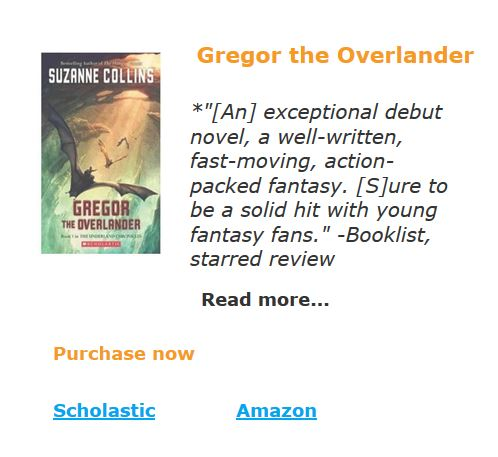 Gregor the Overlander
Bestselling author of The Hunger Games
SUZANNE COLLINS
GREGOR
THE OVERLANDER
Book 1 in THE UNDERLAND CHRONICLES
SCHOLASTIC
*"[An] exceptional debut
novel, a well-written,
fast-moving, action-
packed fantasy. [S]ure to
be a solid hit with young
fantasy fans." -Booklist,
starred review
Read more...
Purchase now
Scholastic
Amazon